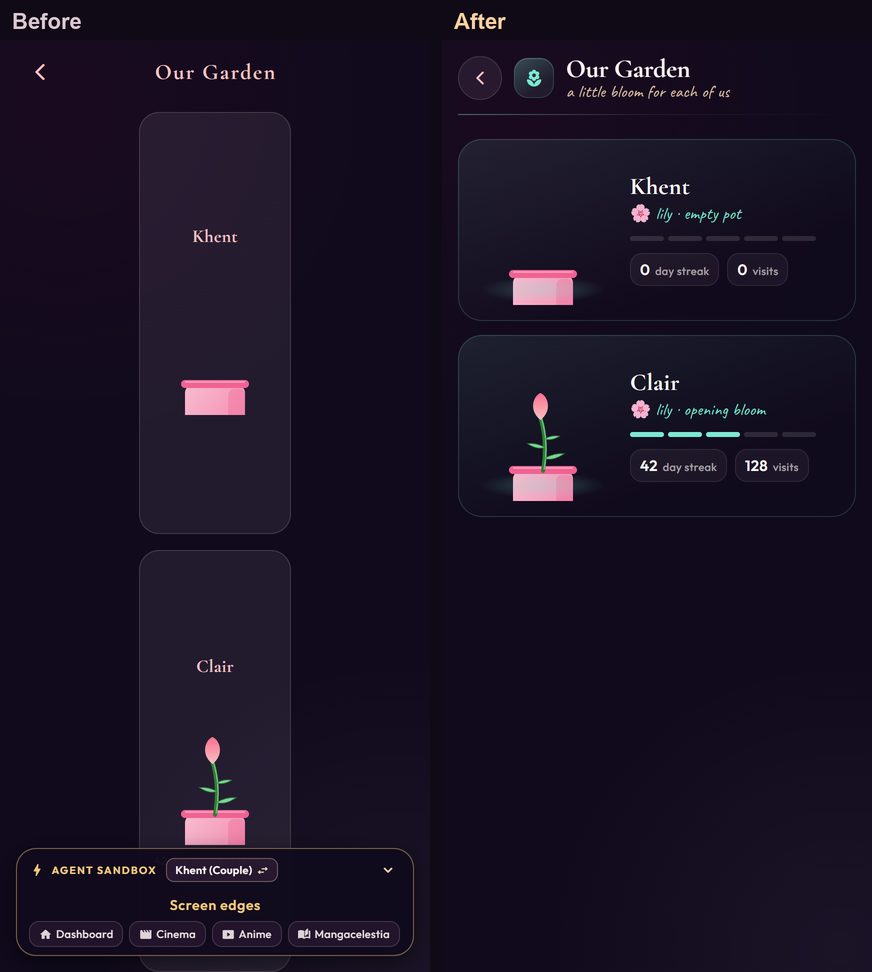 Before
Our Garden
Khent
Clair
AGENT SANDBOX
Khent (Couple)
Screen edges
Dashboard
Cinema
Anime
Mangacelestia
After
Our Garden
a little bloom for each of us
Khent
lily · empty pot
0 day streak
0 visits
Clair
lily · opening bloom
42 day streak
128 visits